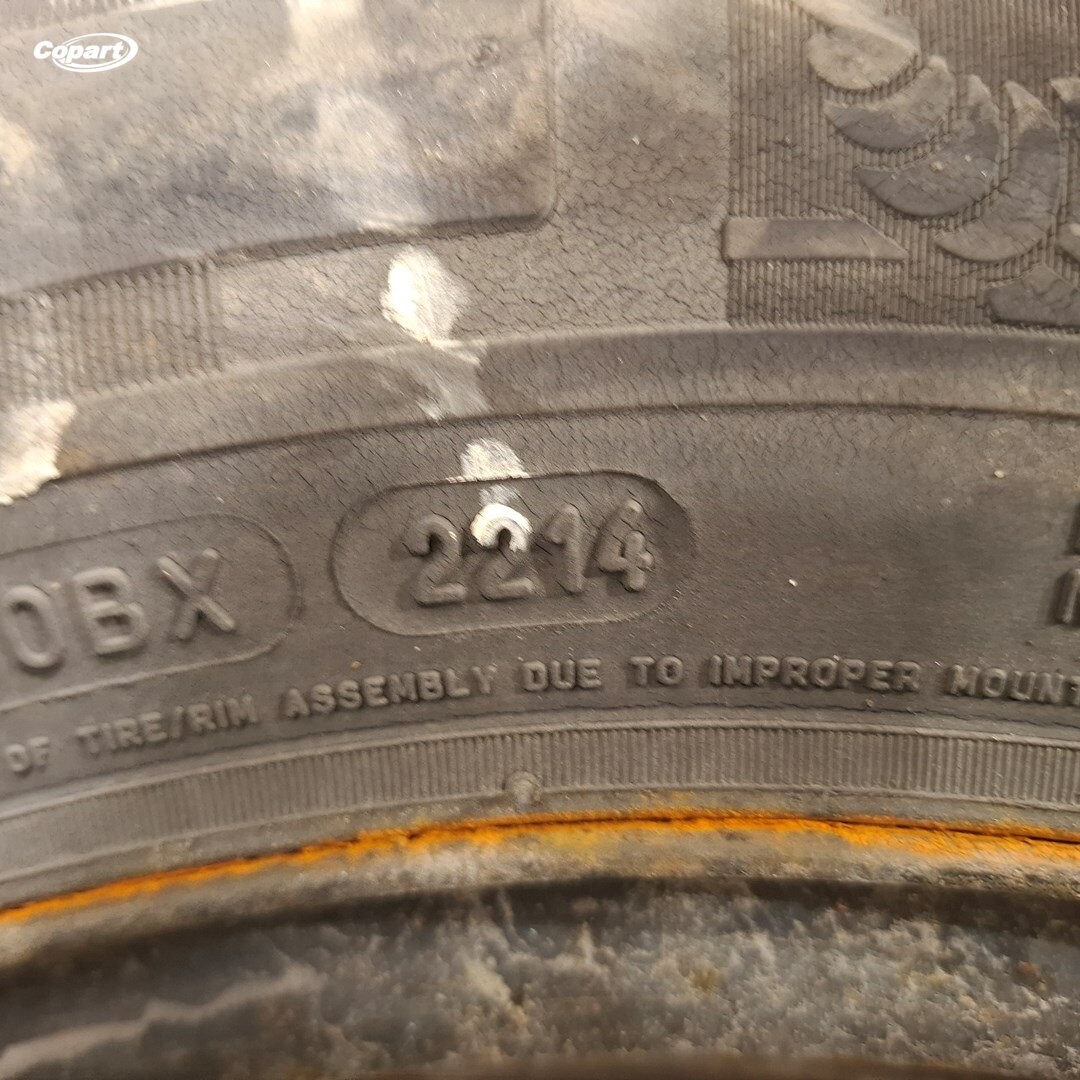 Copart
0BX 2214
OF TIRE/RIM ASSEMBLY DUE TO IMPROPER MOUNT